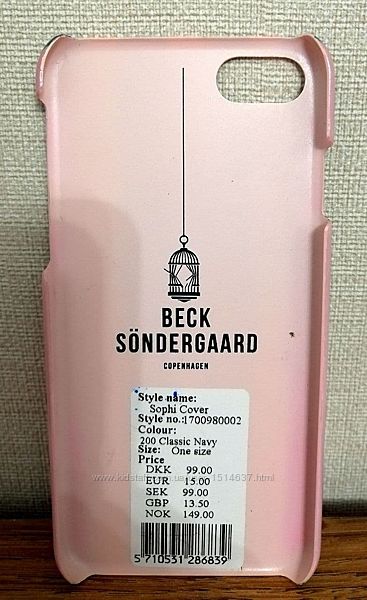 BECK
SÖNDERGAARD
COPENHAGEN
Style name:
Sophi Cover
Style no.:1700980002
Colour:
200 Classic Navy
Size: One size
Price
DKK 99.00
EUR 15.00
SEK 99.00
GBP 13.50
NOK 149.00
5 710531 286839